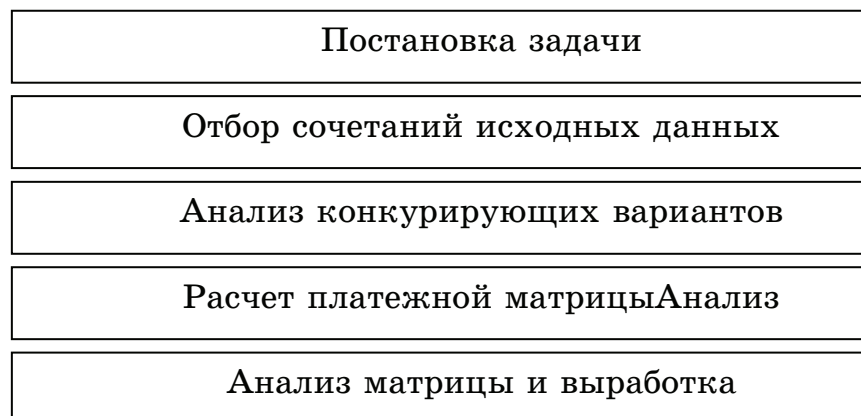 Постановка задачи
Отбор сочетаний исходных данных
Анализ конкурирующих вариантов
Расчет платежной матрицыАнализ
Анализ матрицы и выработка